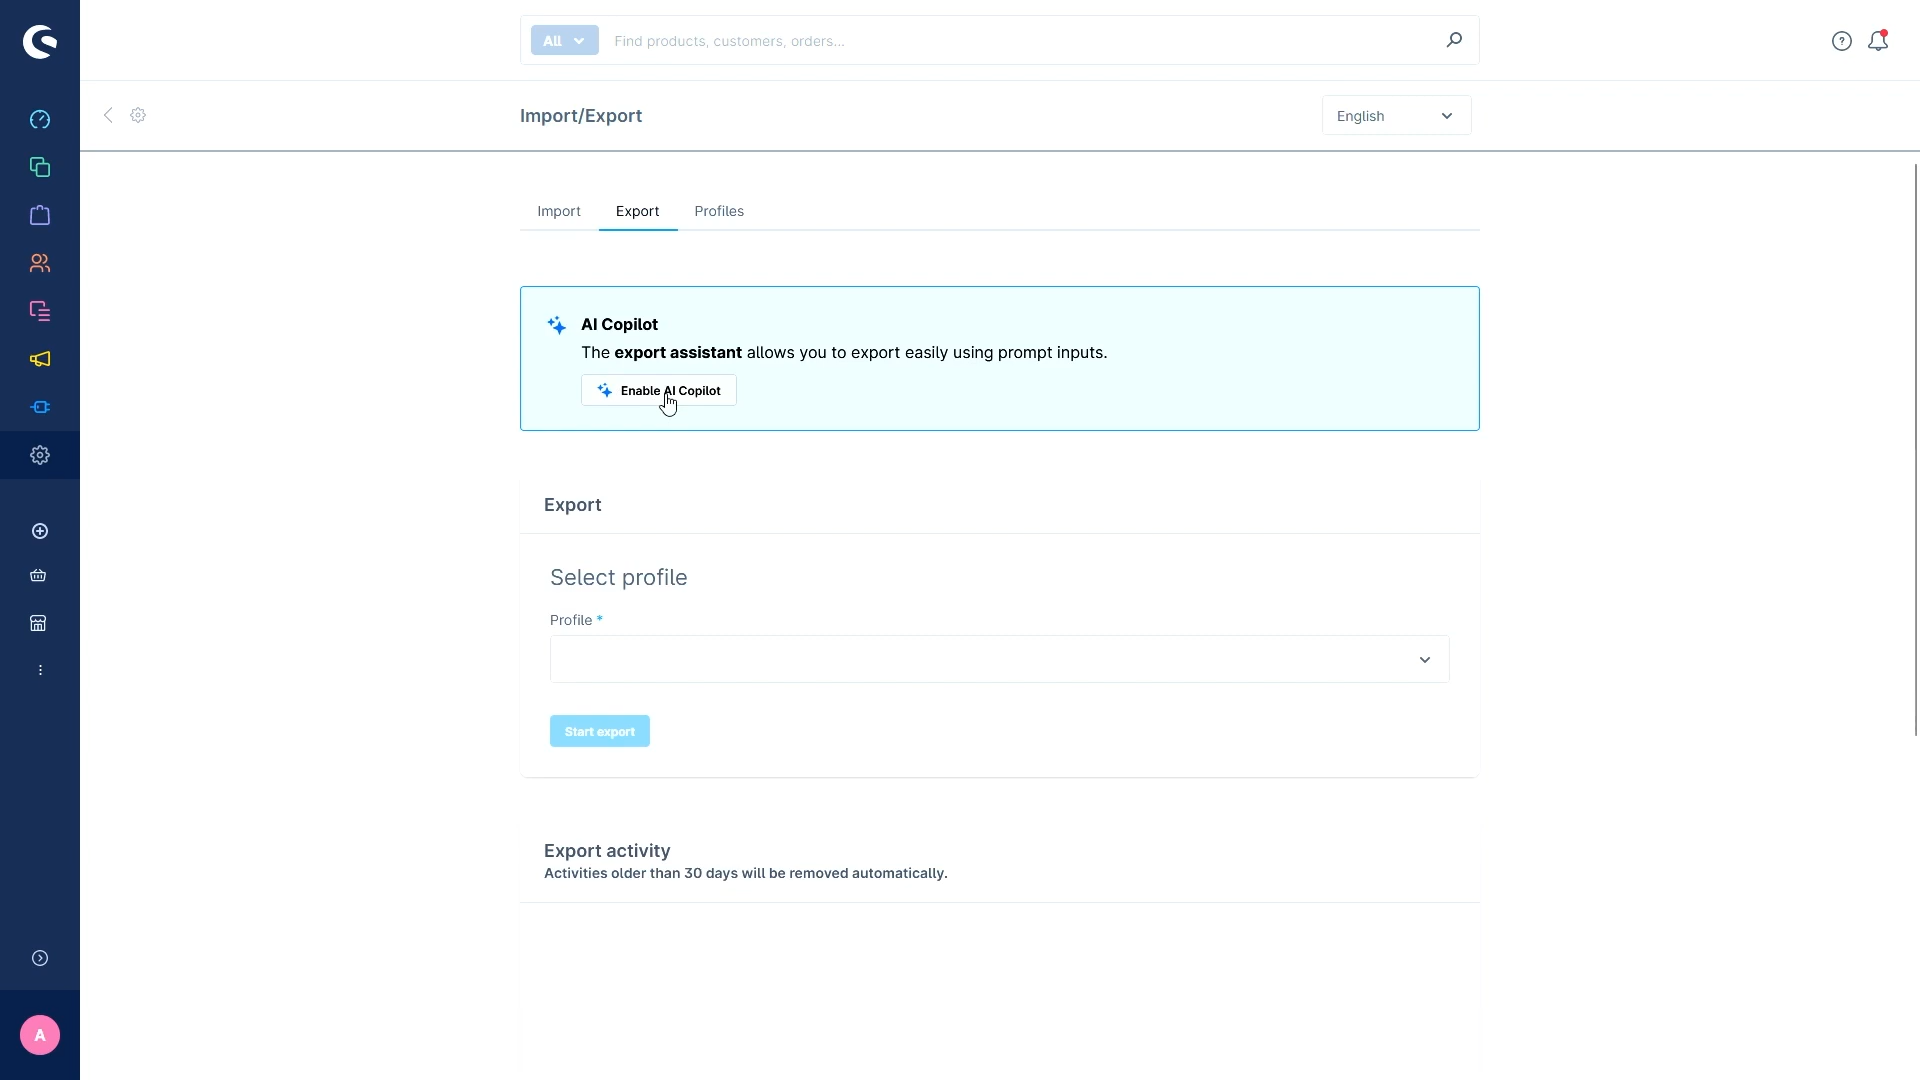 All
Find products, customers, orders...
Import/Export
English
Import
Export
Profiles
AI Copilot
The export assistant allows you to export easily using prompt inputs.
Enable AI Copilot
Export
Select profile
Profile *
Start export
Export activity
Activities older than 30 days will be removed automatically.
A